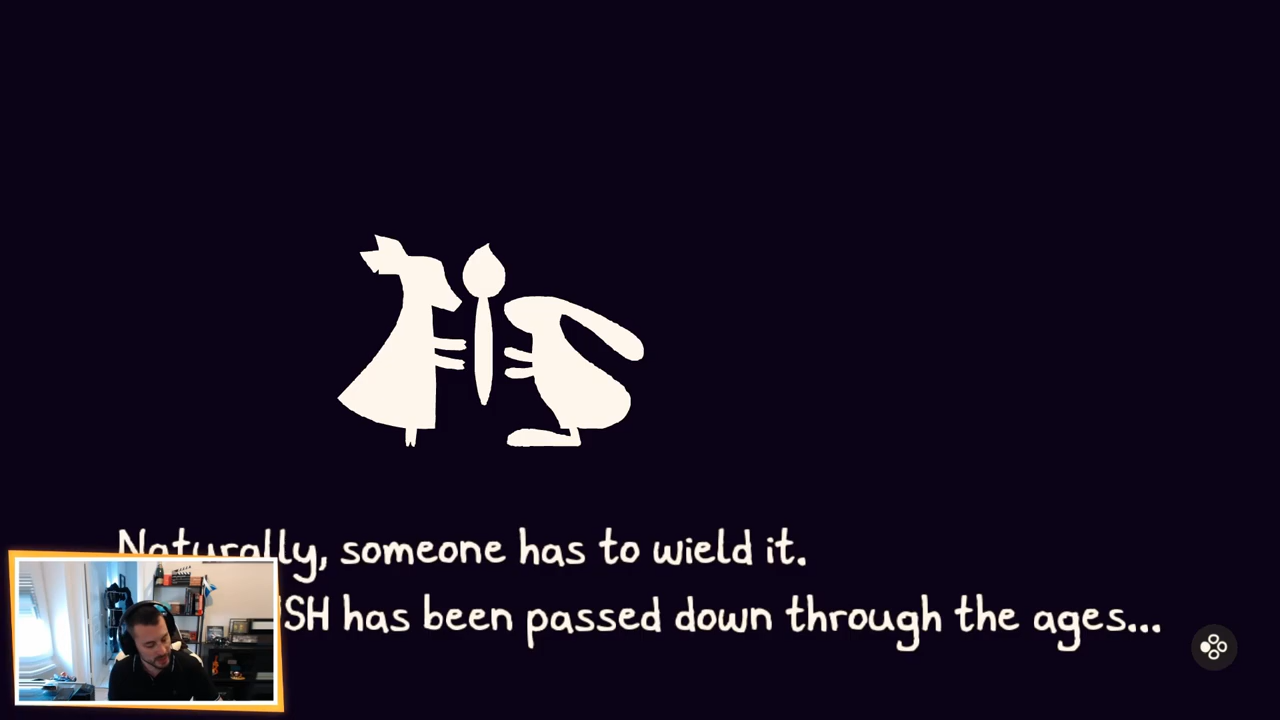 Naturally, someone has to wield it.
SH has been passed down through the ages...